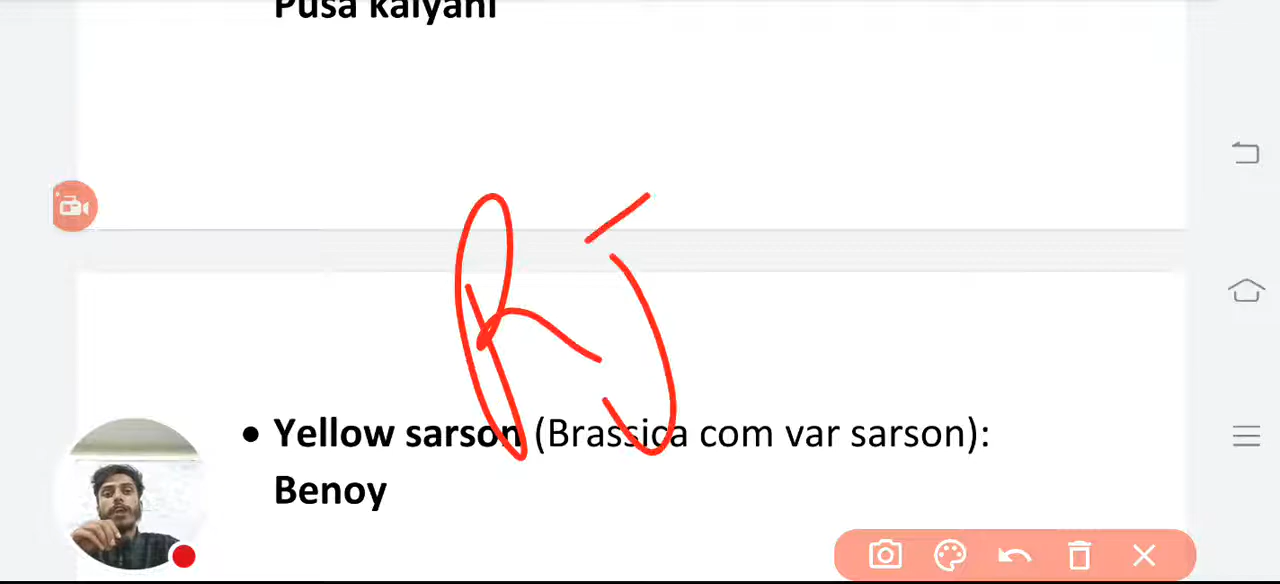 Pusa kalyani
RJ
• Yellow sarson (Brassica com var sarson):
Benoy